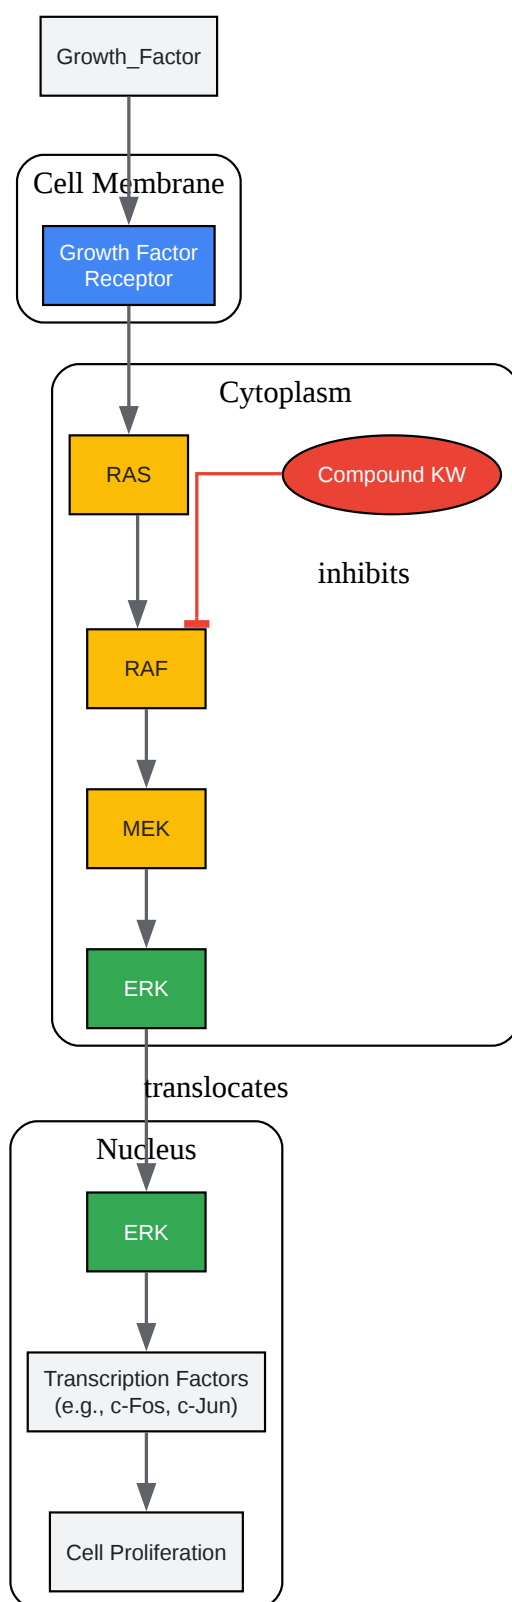 Growth_Factor
Cell Membrane
Growth Factor
Receptor
Cytoplasm
RAS
Compound KW
inhibits
RAF
MEK
ERK
translocates
Nucleus
ERK
Transcription Factors
(e.g., c-Fos, c-Jun)
Cell Proliferation